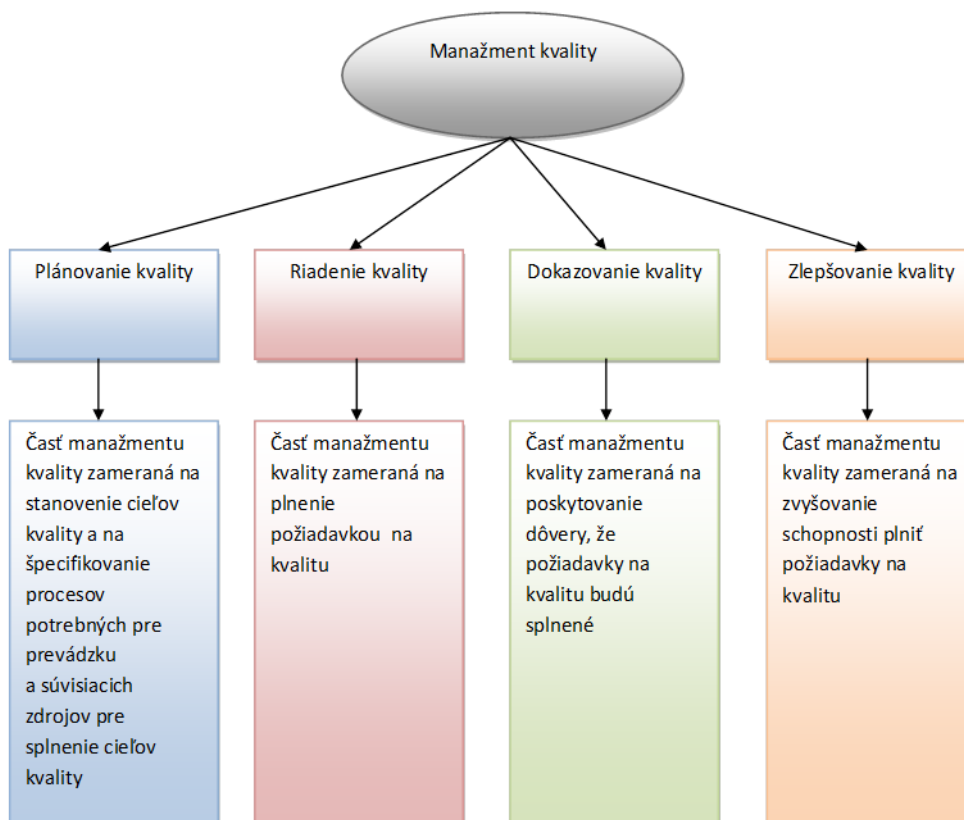 Manažment kvality
Plánovanie kvality
Riadenie kvality
Dokazovanie kvality
Zlepšovanie kvality
Časť manažmentu
kvality zameraná na
stanovenie cieľov
kvality a na
špecifikovanie
procesov
potrebných pre
prevádzku
a súvisiacich
zdrojov pre
splnenie cieľov
kvality
Časť manažmentu
kvality zameraná na
plnenie
požiadavkou  na
kvalitu
Časť manažmentu
kvality zameraná na
poskytovanie
dôvery, že
požiadavky na
kvalitu budú
splnené
Časť manažmentu
kvality zameraná na
zvyšovanie
schopnosti plniť
požiadavky na
kvalitu